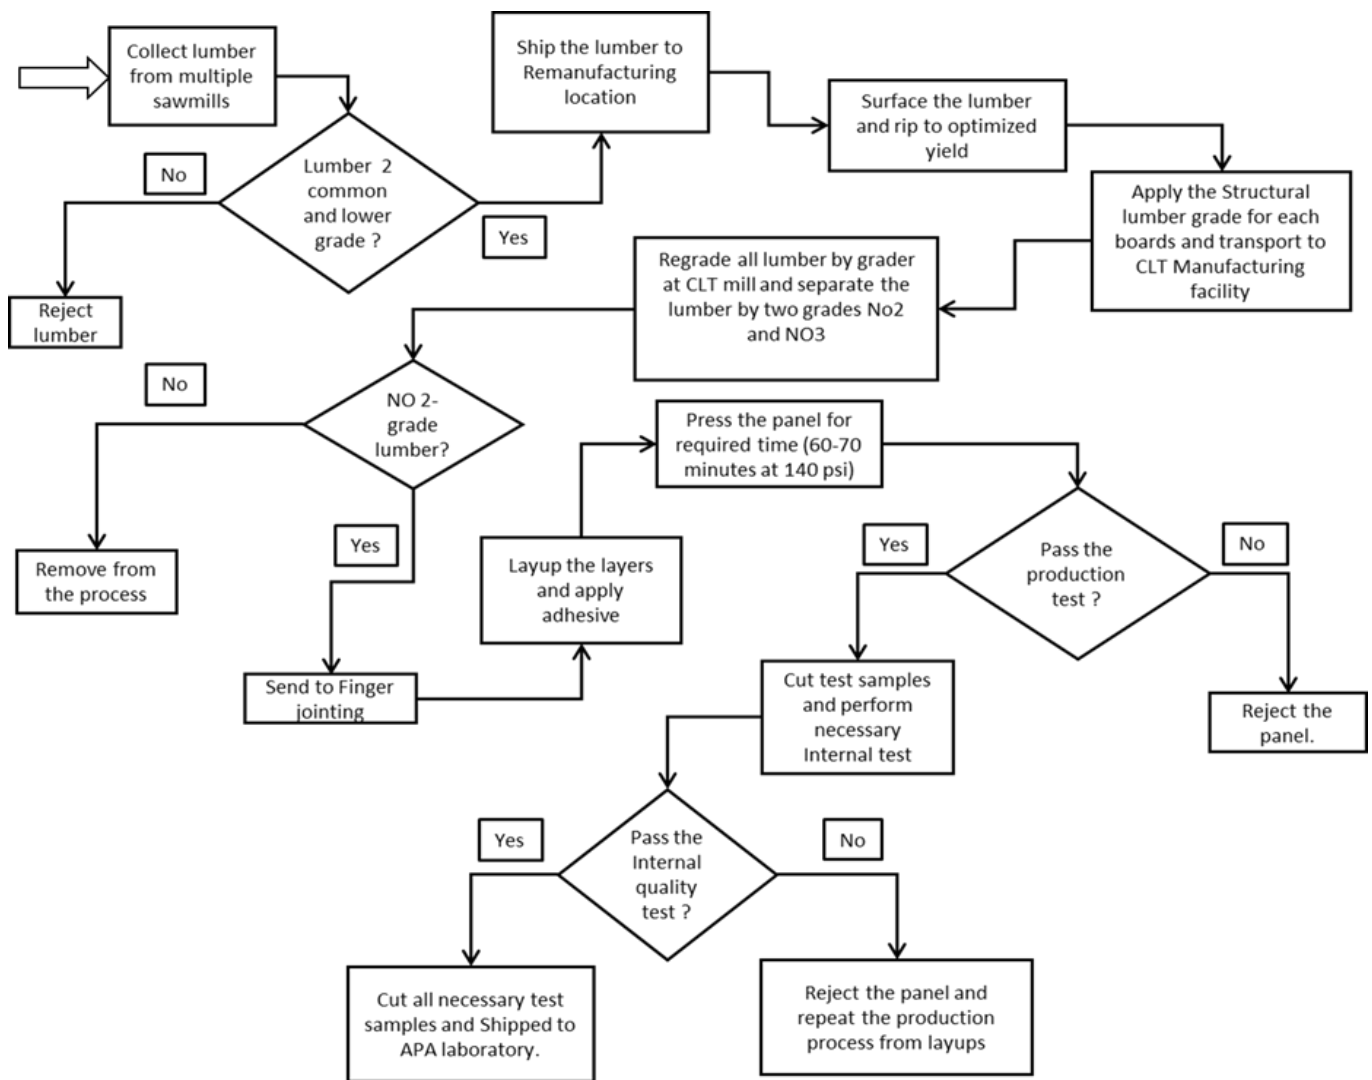 Collect lumber
from multiple
sawmills
Ship the lumber to
Remanufacturing
location
Surface the lumber
and rip to optimized
yield
No
Lumber 2
common
and lower
grade ?
Yes
Apply the Structural
lumber grade for each
boards and transport to
CLT Manufacturing
facility
Reject
lumber
Regrade all lumber by grader
at CLT mill and separate the
lumber by two grades No2
and NO3
No
NO 2-
grade
lumber?
Yes
Remove from
the process
Send to Finger
jointing
Layup the layers
and apply
adhesive
Press the panel for
required time (60-70
minutes at 140 psi)
Yes
Pass the
production
test ?
No
Cut test samples
and perform
necessary
Internal test
Reject the
panel.
Yes
Pass the
Internal
quality
test ?
No
Cut all necessary test
samples and Shipped to
APA laboratory.
Reject the panel and
repeat the production
process from layups